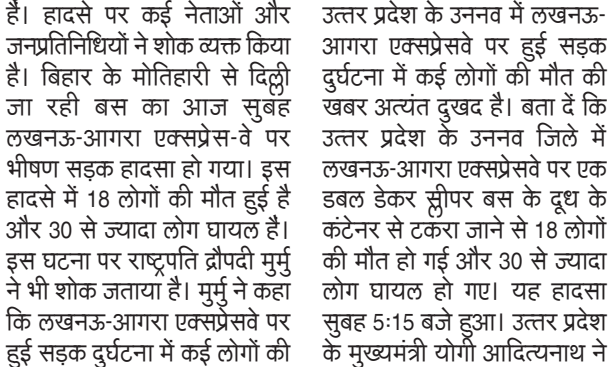 हैं। हादसे पर कई नेताओं और
जनप्रतिनिधियों ने शोक व्यक्त किया
है। बिहार के मोतिहारी से दिल्ली
जा रही बस का आज सुबह
लखनऊ-आगरा एक्सप्रेस-वे पर
भीषण सड़क हादसा हो गया। इस
हादसे में 18 लोगों की मौत हुई है
और 30 से ज्यादा लोग घायल हैं।
इस घटना पर राष्ट्रपति द्रौपदी मुर्मु
ने भी शोक जताया है। मुर्मु ने कहा
कि लखनऊ-आगरा एक्सप्रेसवे पर
हुई सड़क दुर्घटना में कई लोगों की
उत्तर प्रदेश के उननव में लखनऊ-
आगरा एक्सप्रेसवे पर हुई सड़क
दुर्घटना में कई लोगों की मौत की
खबर अत्यंत दुखद है। बता दें कि
उत्तर प्रदेश के उननव जिले में
लखनऊ-आगरा एक्सप्रेसवे पर एक
डबल डेकर स्लीपर बस के दूध के
कंटेनर से टकरा जाने से 18 लोगों
की मौत हो गई और 30 से ज्यादा
लोग घायल हो गए। यह हादसा
सुबह 5:15 बजे हुआ। उत्तर प्रदेश
के मुख्यमंत्री योगी आदित्यनाथ ने